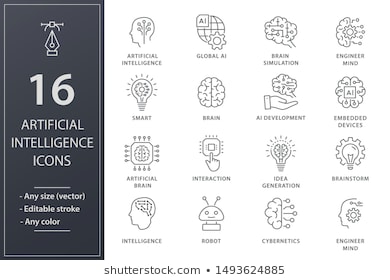 16
ARTIFICIAL
INTELLIGENCE
ICONS
- Any size (vector)
- Editable stroke
- Any color
AI
AI
AI
ARTIFICIAL
INTELLIGENCE
GLOBAL AI
BRAIN
SIMULATION
ENGINEER
MIND
SMART
BRAIN
AI DEVELOPMENT
EMBEDDED
DEVICES
ARTIFICIAL
BRAIN
INTERACTION
IDEA
GENERATION
BRAINSTORM
INTELLIGENCE
ROBOT
CYBERNETICS
ENGINEER
MIND
shutterstock.com • 1493624885